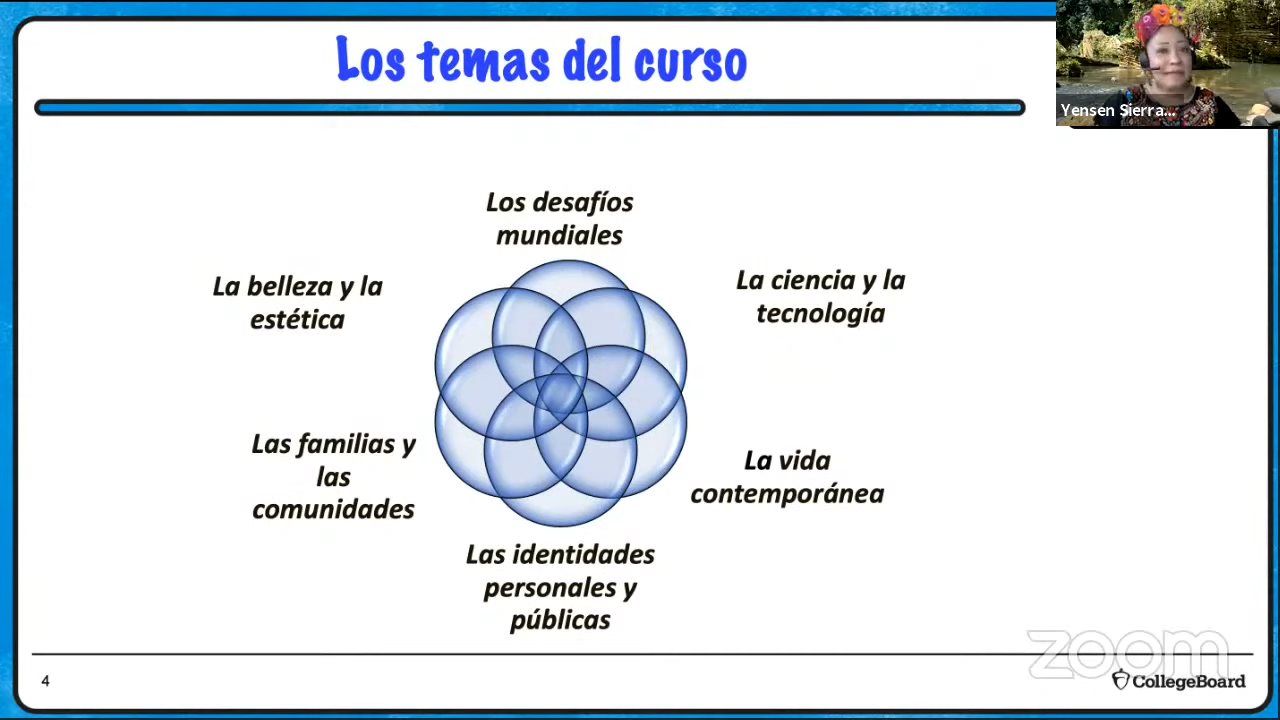 Los temas del curso
Yensen Sierra...
Los desafíos
mundiales
La belleza y la
estética
La ciencia y la
tecnología
Las familias y
las
comunidades
La vida
contemporánea
Las identidades
personales y
públicas
zoom
4
CollegeBoard